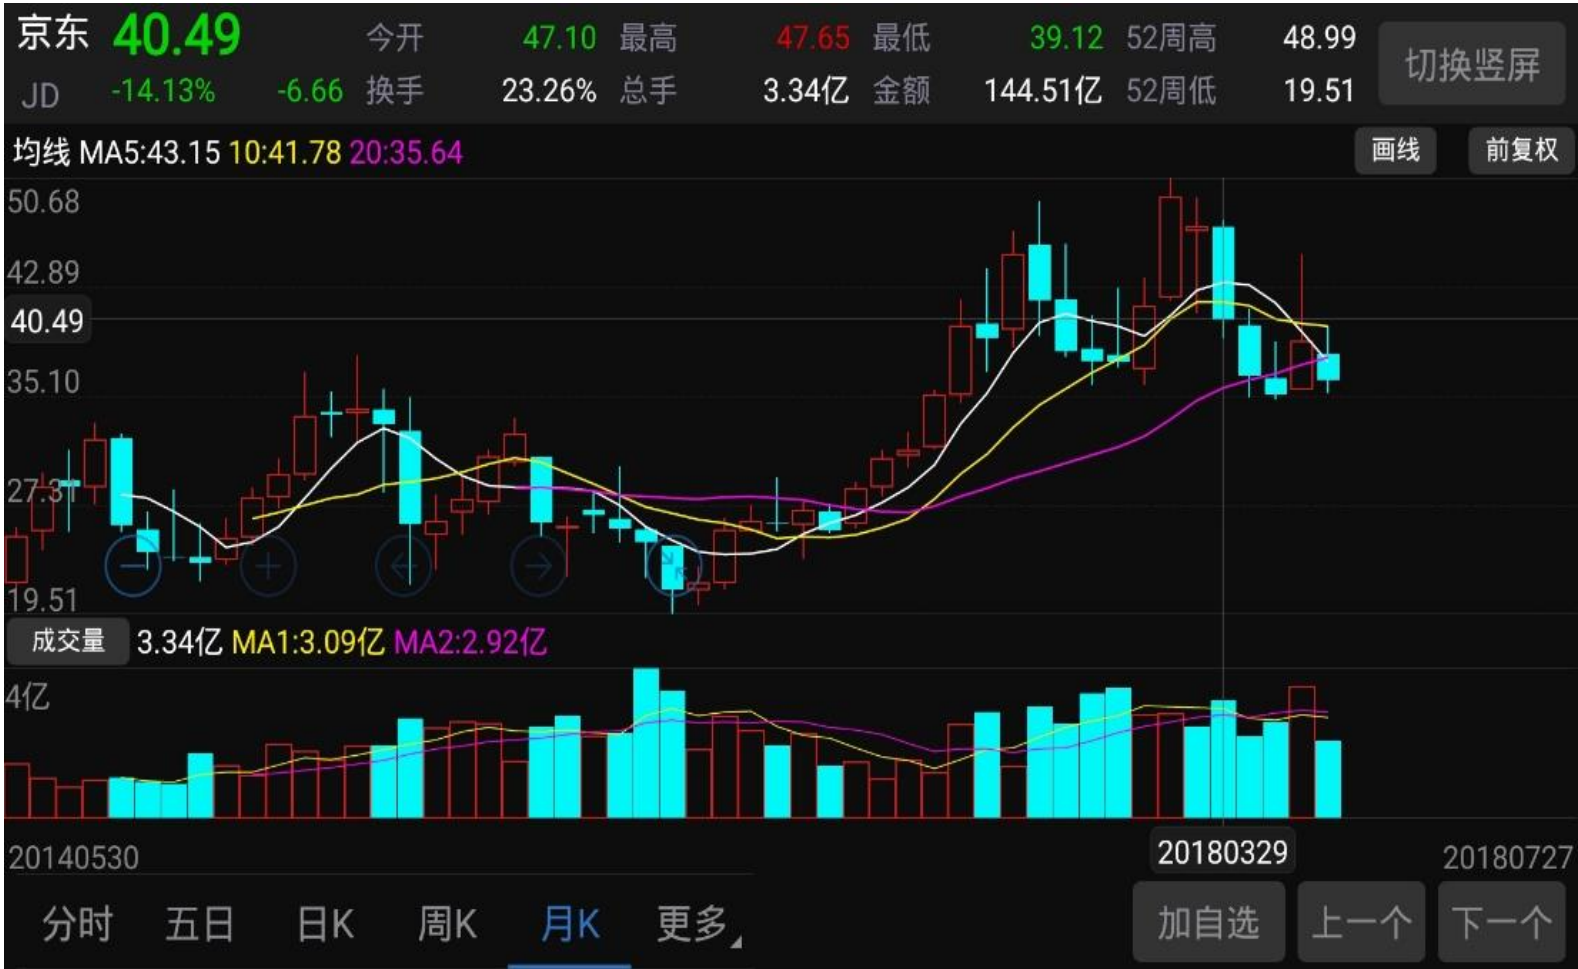 京东 40.49 今开 47.10 最高 47.65 最低 39.12 52周高 48.99 切换竖屏
JD -14.13% -6.66 换手 23.26% 总手 3.34亿 金额 144.51亿 52周低 19.51
均线 MA5:43.15 10:41.78 20:35.64 画线 前复权
50.68
42.89
40.49
35.10
27.31
19.51
成交量 3.34亿 MA1:3.09亿 MA2:2.92亿
4亿
20140530 20180329 20180727
分时 五日 日K 周K 月K 更多 加自选 上一个 下一个